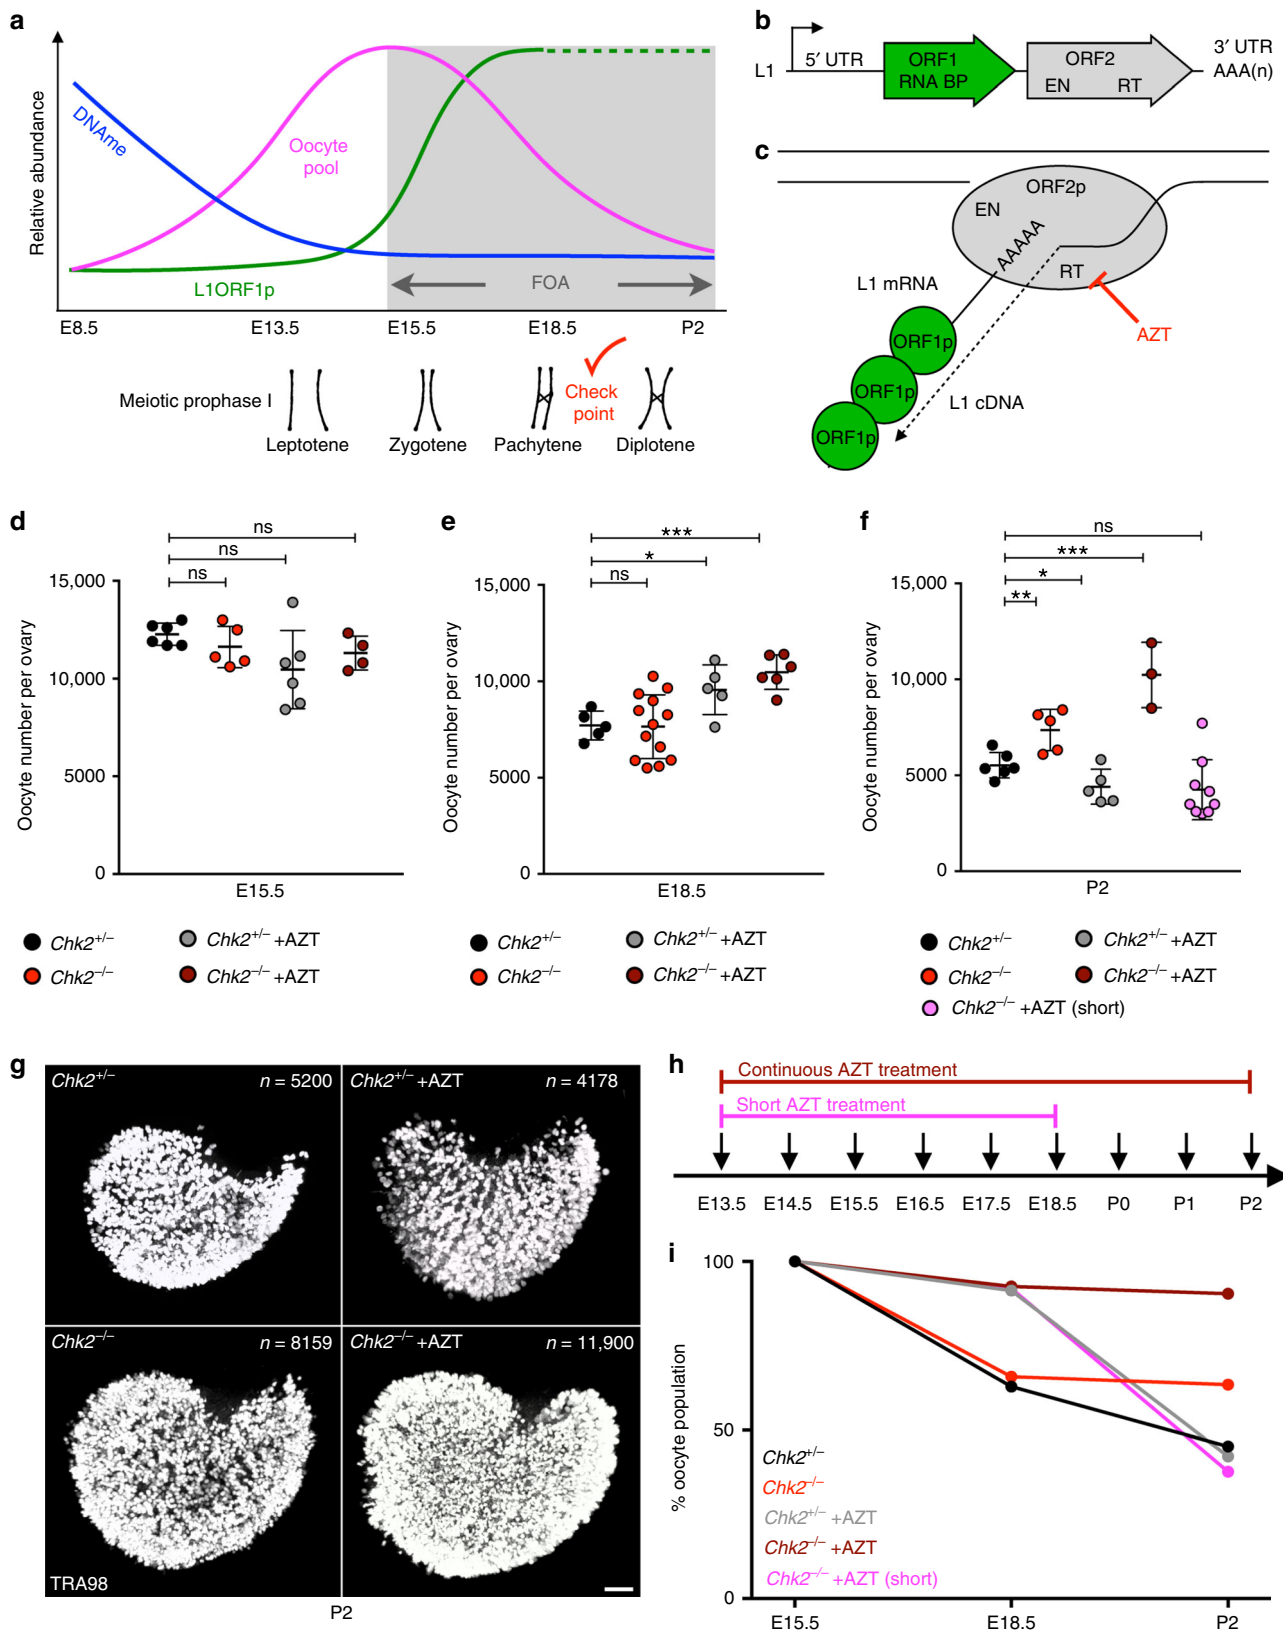 a
Relative abundance
DNAme
Oocyte
pool
L1ORF1p
FOA
E8.5 E13.5 E15.5 E18.5 P2
Meiotic prophase I
Check
point
Leptotene Zygotene Pachytene Diplotene
b
L1
5′ UTR
ORF1
RNA BP
ORF2
EN RT
3′ UTR
AAA(n)
c
ORF2p
EN
AAAAA
RT
L1 mRNA
AZT
ORF1p
ORF1p
ORF1p
L1 cDNA
d
ns
ns
ns
15,000
10,000
5000
0
Oocyte number per ovary
E15.5
Chk2+/– Chk2+/– +AZT
Chk2–/– Chk2–/– +AZT
e
***
*
ns
15,000
10,000
5000
0
Oocyte number per ovary
E18.5
Chk2+/– Chk2+/– +AZT
Chk2–/– Chk2–/– +AZT
f
ns
***
*
**
15,000
10,000
5000
0
Oocyte number per ovary
P2
Chk2+/– Chk2+/– +AZT
Chk2–/– Chk2–/– +AZT
Chk2–/– +AZT (short)
g
Chk2+/– n = 5200
Chk2+/– +AZT n = 4178
Chk2–/– n = 8159
Chk2–/– +AZT n = 11,900
TRA98
P2
h
Continuous AZT treatment
Short AZT treatment
E13.5 E14.5 E15.5 E16.5 E17.5 E18.5 P0 P1 P2
i
100
50
0
% oocyte population
Chk2+/–
Chk2–/–
Chk2+/– +AZT
Chk2–/– +AZT
Chk2–/– +AZT (short)
E15.5 E18.5 P2